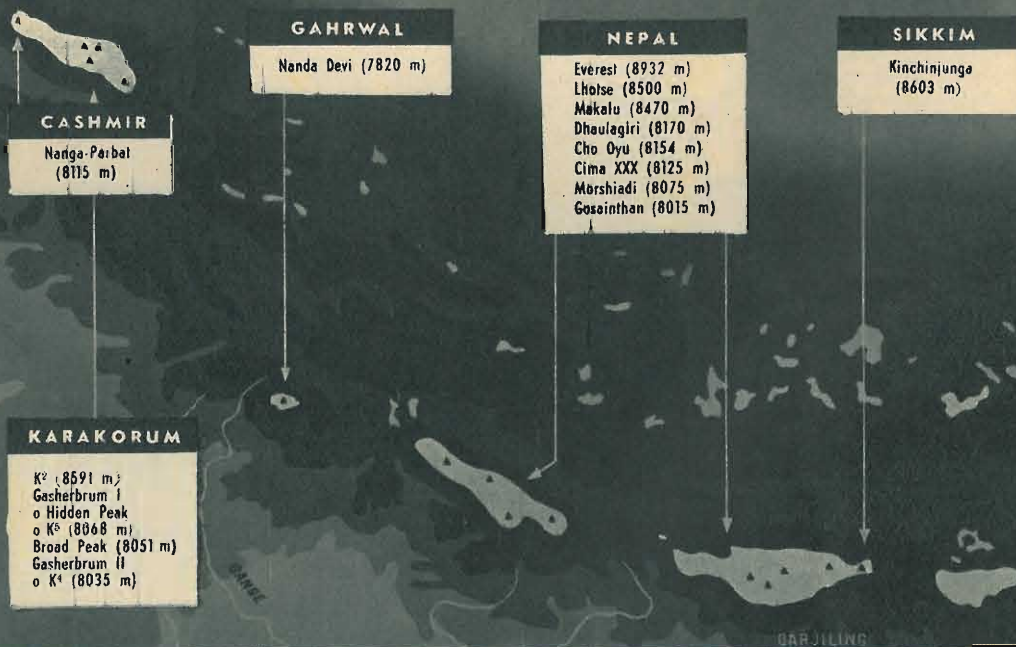 GAHRWAL
Nanda Devi (7820 m)
NEPAL
Everest (8932 m)
Lhotse (8500 m)
Makalu (8470 m)
Dhaulagiri (8170 m)
Cho Oyu (8154 m)
Cima XXX (8125 m)
Morshiadi (8075 m)
Gosainthan (8015 m)
SIKKIM
Kinchinjunga
(8603 m)
CASHMIR
Nanga-Parbat
(8115 m)
KARAKORUM
K² (8591 m)
Gasherbrum I
o Hidden Peak
o K⁵ (8068 m)
Broad Peak (8051 m)
Gasherbrum II
o K⁴ (8035 m)
GANGE
DARJILING